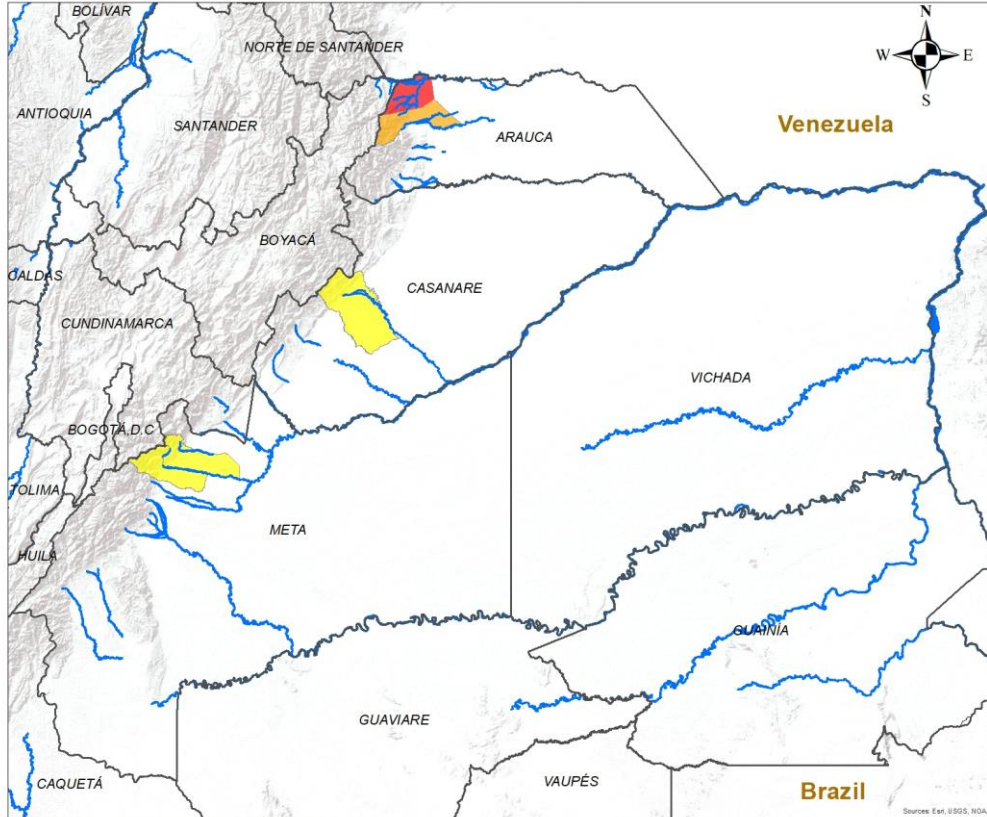 BOLÍVAR
N
NORTE DE SANTANDER
W E
S
ANTIOQUIA
SANTANDER
ARAUCA
Venezuela
BOYACÁ
CALDAS
CASANARE
CUNDINAMARCA
VICHADA
BOGOTÁ, D.C
TOLIMA
META
HUILA
GUAINÍA
GUAVIARE
CAQUETÁ
VAUPÉS
Brazil
Sources: Esri, USGS, NOAA